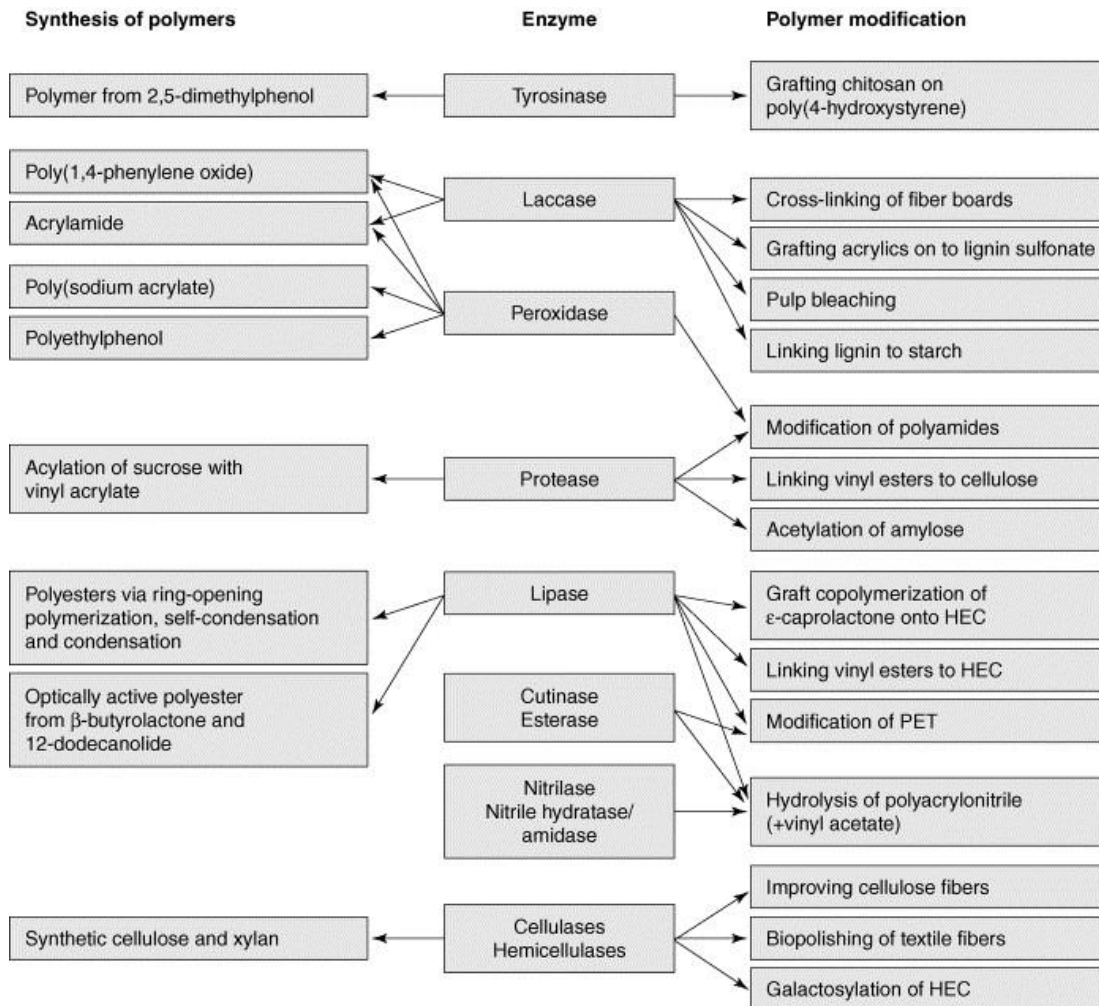 Synthesis of polymers
Enzyme
Polymer modification
Polymer from 2,5-dimethylphenol
Tyrosinase
Grafting chitosan on
poly(4-hydroxystyrene)
Poly(1,4-phenylene oxide)
Laccase
Cross-linking of fiber boards
Acrylamide
Grafting acrylics on to lignin sulfonate
Poly(sodium acrylate)
Peroxidase
Pulp bleaching
Polyethylphenol
Linking lignin to starch
Modification of polyamides
Acylation of sucrose with
vinyl acrylate
Protease
Linking vinyl esters to cellulose
Acetylation of amylose
Polyesters via ring-opening
polymerization, self-condensation
and condensation
Lipase
Graft copolymerization of
ε-caprolactone onto HEC
Linking vinyl esters to HEC
Optically active polyester
from β-butyrolactone and
12-dodecanolide
Cutinase
Esterase
Modification of PET
Nitrilase
Nitrile hydratase/
amidase
Hydrolysis of polyacrylonitrile
(+vinyl acetate)
Improving cellulose fibers
Synthetic cellulose and xylan
Cellulases
Hemicellulases
Biopolishing of textile fibers
Galactosylation of HEC